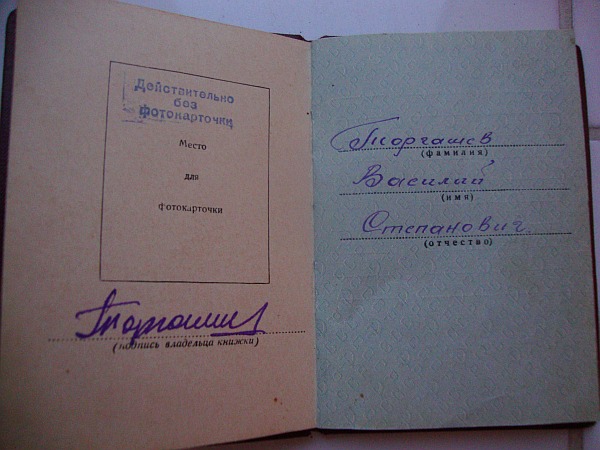 Действительно
без
фотокарточки
Место
для
фотокарточки
(подпись владельца книжки)
Торгашев
(фамилия)
Василий
(имя)
Степанович
(отчество)